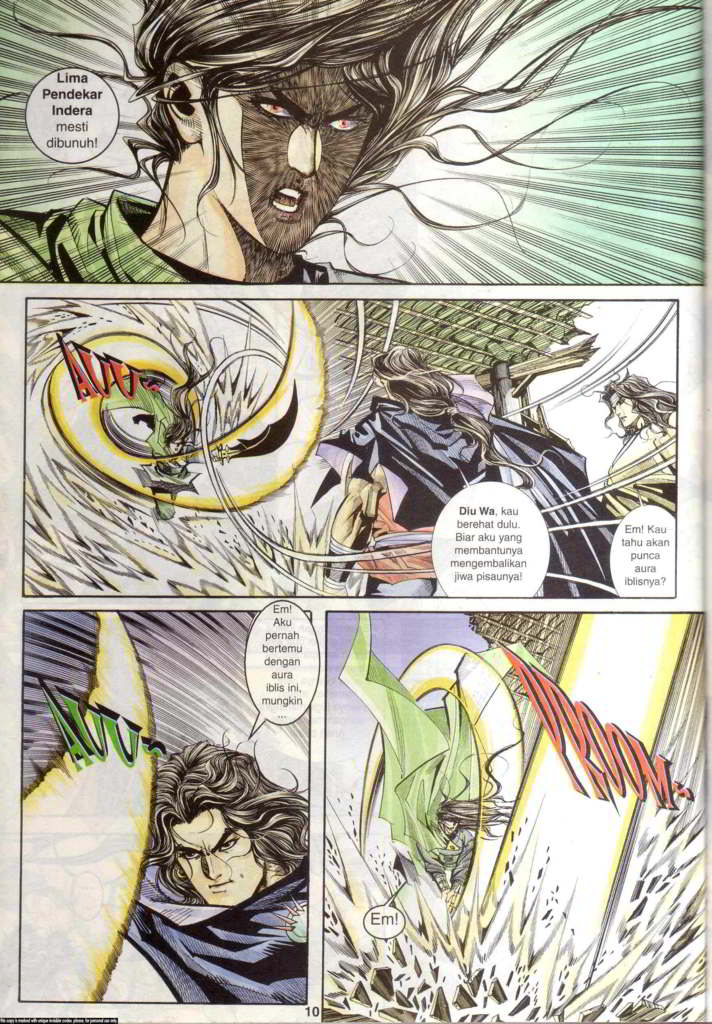 Lima
Pendekar
Indera
mesti
dibunuh!
AUU~
Diu Wa, kau
berehat dulu.
Biar aku yang
membantunya
mengembalikan
jiwa pisaunya!
Em! Kau
tahu akan
punca
aura
iblisnya?
Em!
Aku
pernah
bertemu
dengan
aura
iblis ini,
mungkin
...
AUU~
PROOM~
Em!
10